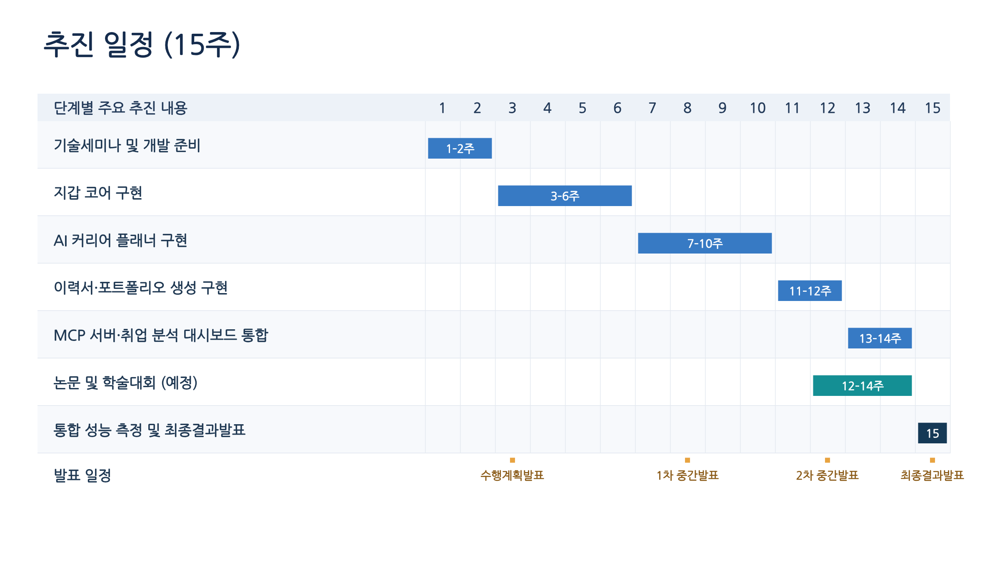 추진 일정 (15주)
단계별 주요 추진 내용 1 2 3 4 5 6 7 8 9 10 11 12 13 14 15
기술세미나 및 개발 준비 1-2주
지갑 코어 구현 3-6주
AI 커리어 플래너 구현 7-10주
이력서·포트폴리오 생성 구현 11-12주
MCP 서버·취업 분석 대시보드 통합 13-14주
논문 및 학술대회 (예정) 12-14주
통합 성능 측정 및 최종결과발표 15
발표 일정 수행계획발표 1차 중간발표 2차 중간발표 최종결과발표